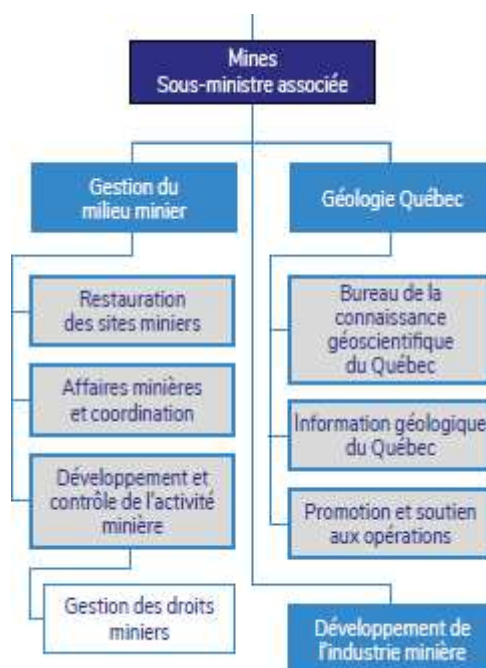 Mines
Sous-ministre associée
Gestion du
milieu minier
Géologie Québec
Restauration
des sites miniers
Affaires minières
et coordination
Développement et
contrôle de l'activité
minière
Gestion des droits
miniers
Bureau de la
connaissance
géoscientifique
du Québec
Information géologique
du Québec
Promotion et soutien
aux opérations
Développement de
l'industrie minière